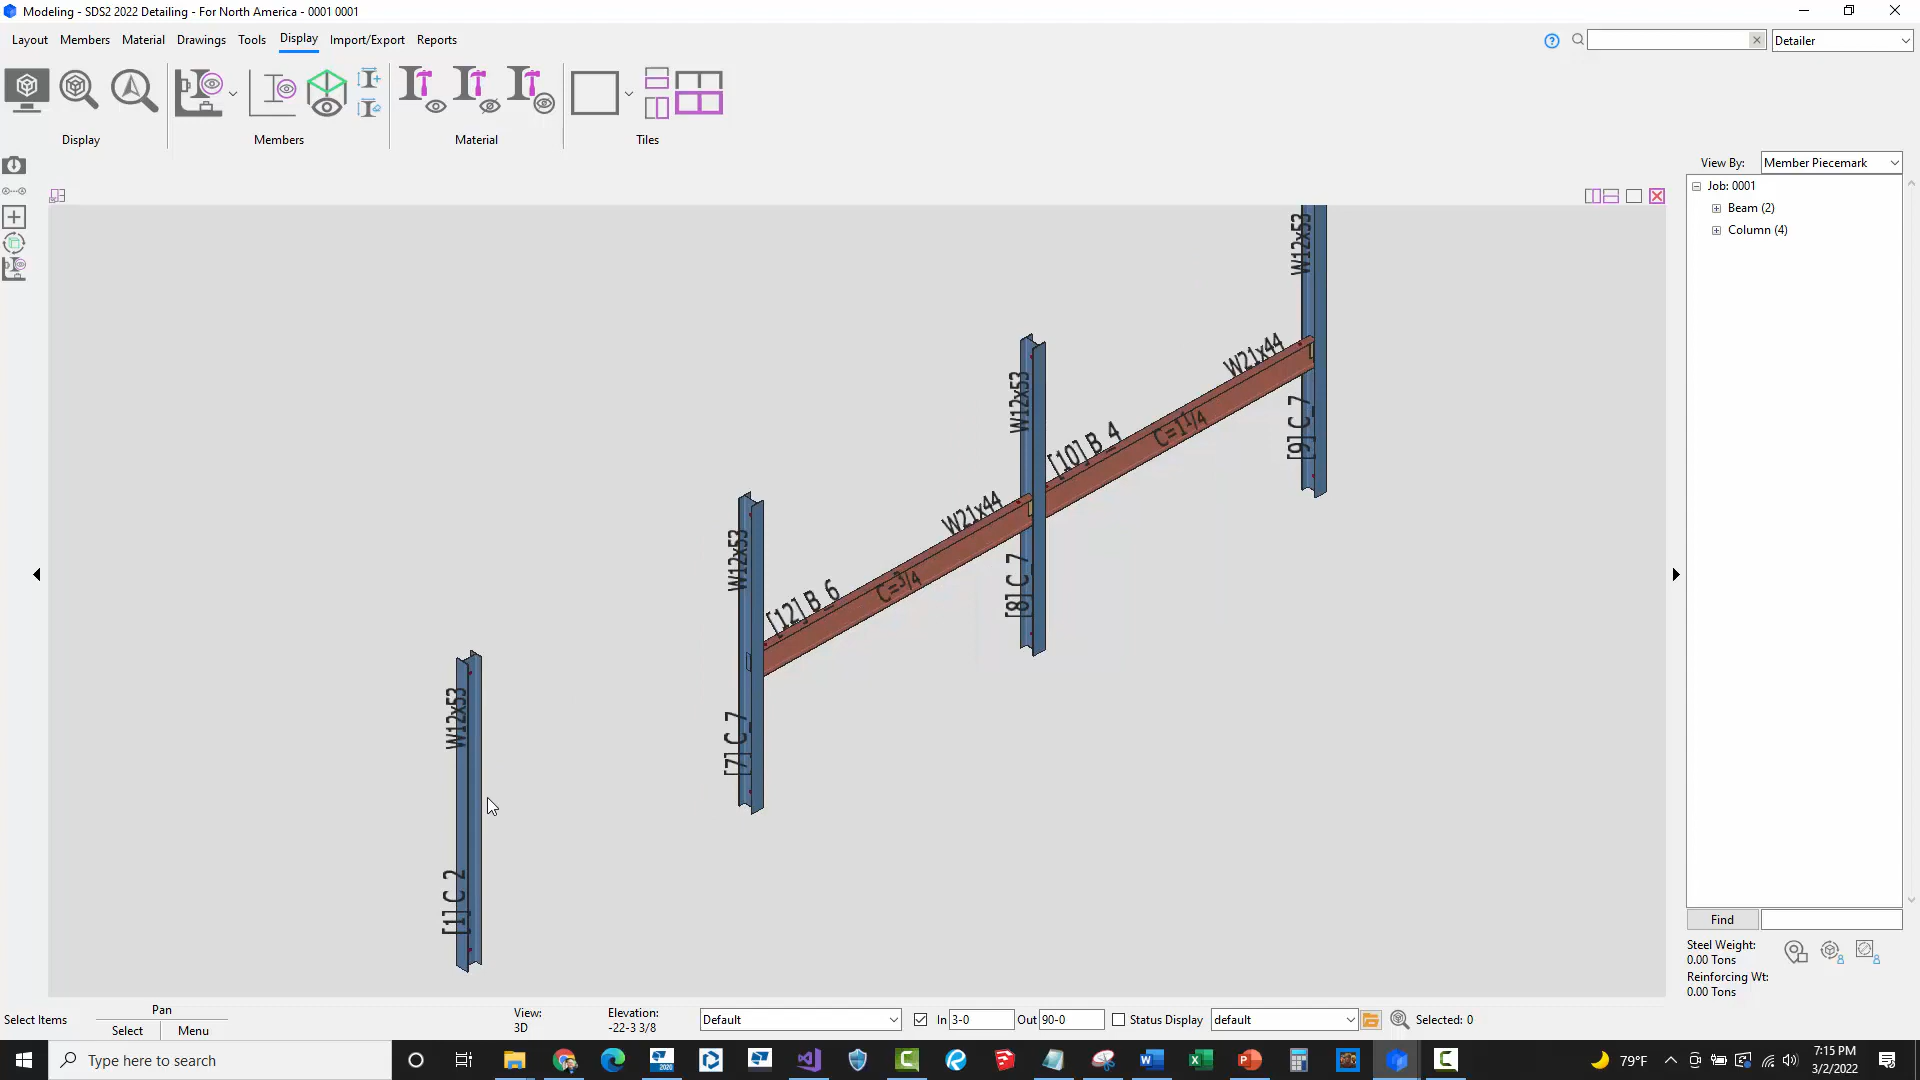 Modeling - SDS2 2022 Detailing - For North America - 0001 0001
Layout Members Material Drawings Tools Display Import/Export Reports
Detailer
Display Members Material Tiles
View By: Member Piecemark
Job: 0001
Beam (2)
Column (4)
W12x53
W21x44
W12x53
[10] B_4
C=1 1/4
[9] C_7
W21x44
W12x53
[12] B_6
C=3/4
[8] C_7
W12x53
[7] C_7
[1] C_2
Find
Steel Weight:
0.00 Tons
Reinforcing Wt:
0.00 Tons
Select Items
Pan
Select Menu
View:
3D
Elevation:
-22-3 3/8
Default
In 3-0 Out 90-0
Status Display
default
Selected: 0
Type here to search
2020
79°F
7:15 PM
3/2/2022